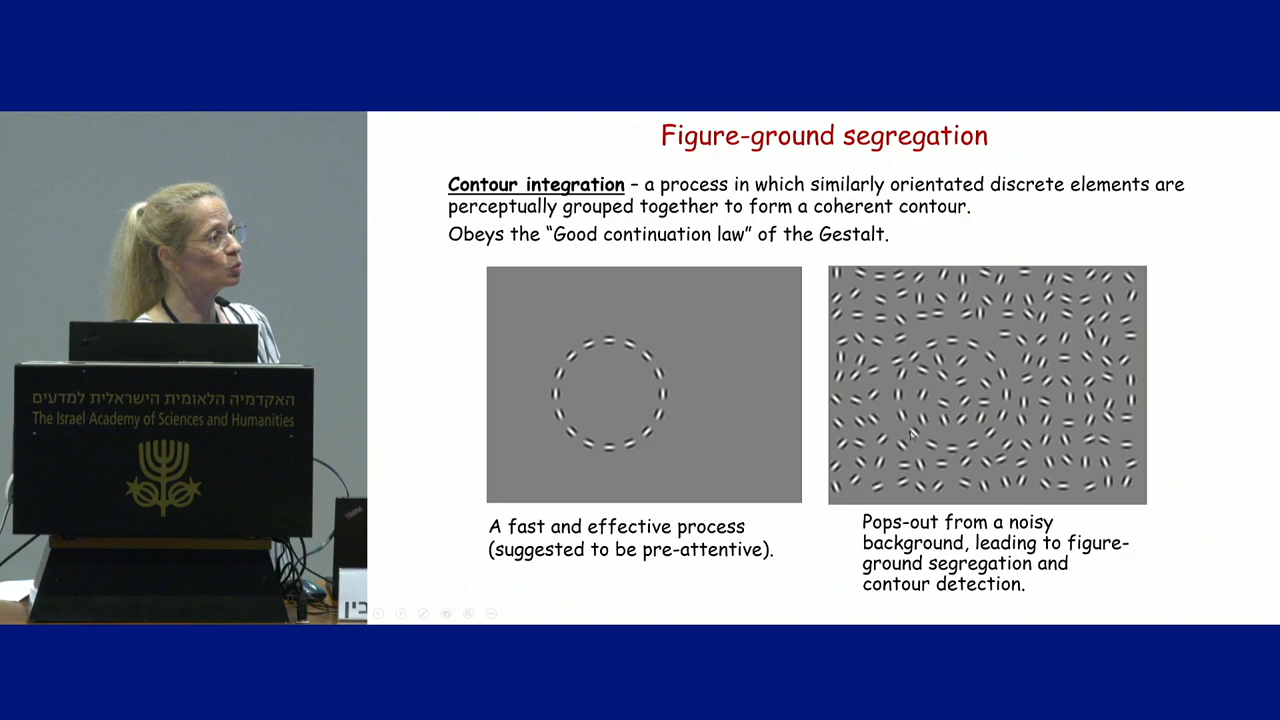 Figure-ground segregation
Contour integration – a process in which similarly orientated discrete elements are
perceptually grouped together to form a coherent contour.
Obeys the “Good continuation law” of the Gestalt.
A fast and effective process
(suggested to be pre-attentive).
Pops-out from a noisy
background, leading to figure-
ground segregation and
contour detection.
האקדמיה הלאומית הישראלית למדעים
The Israel Academy of Sciences and Humanities